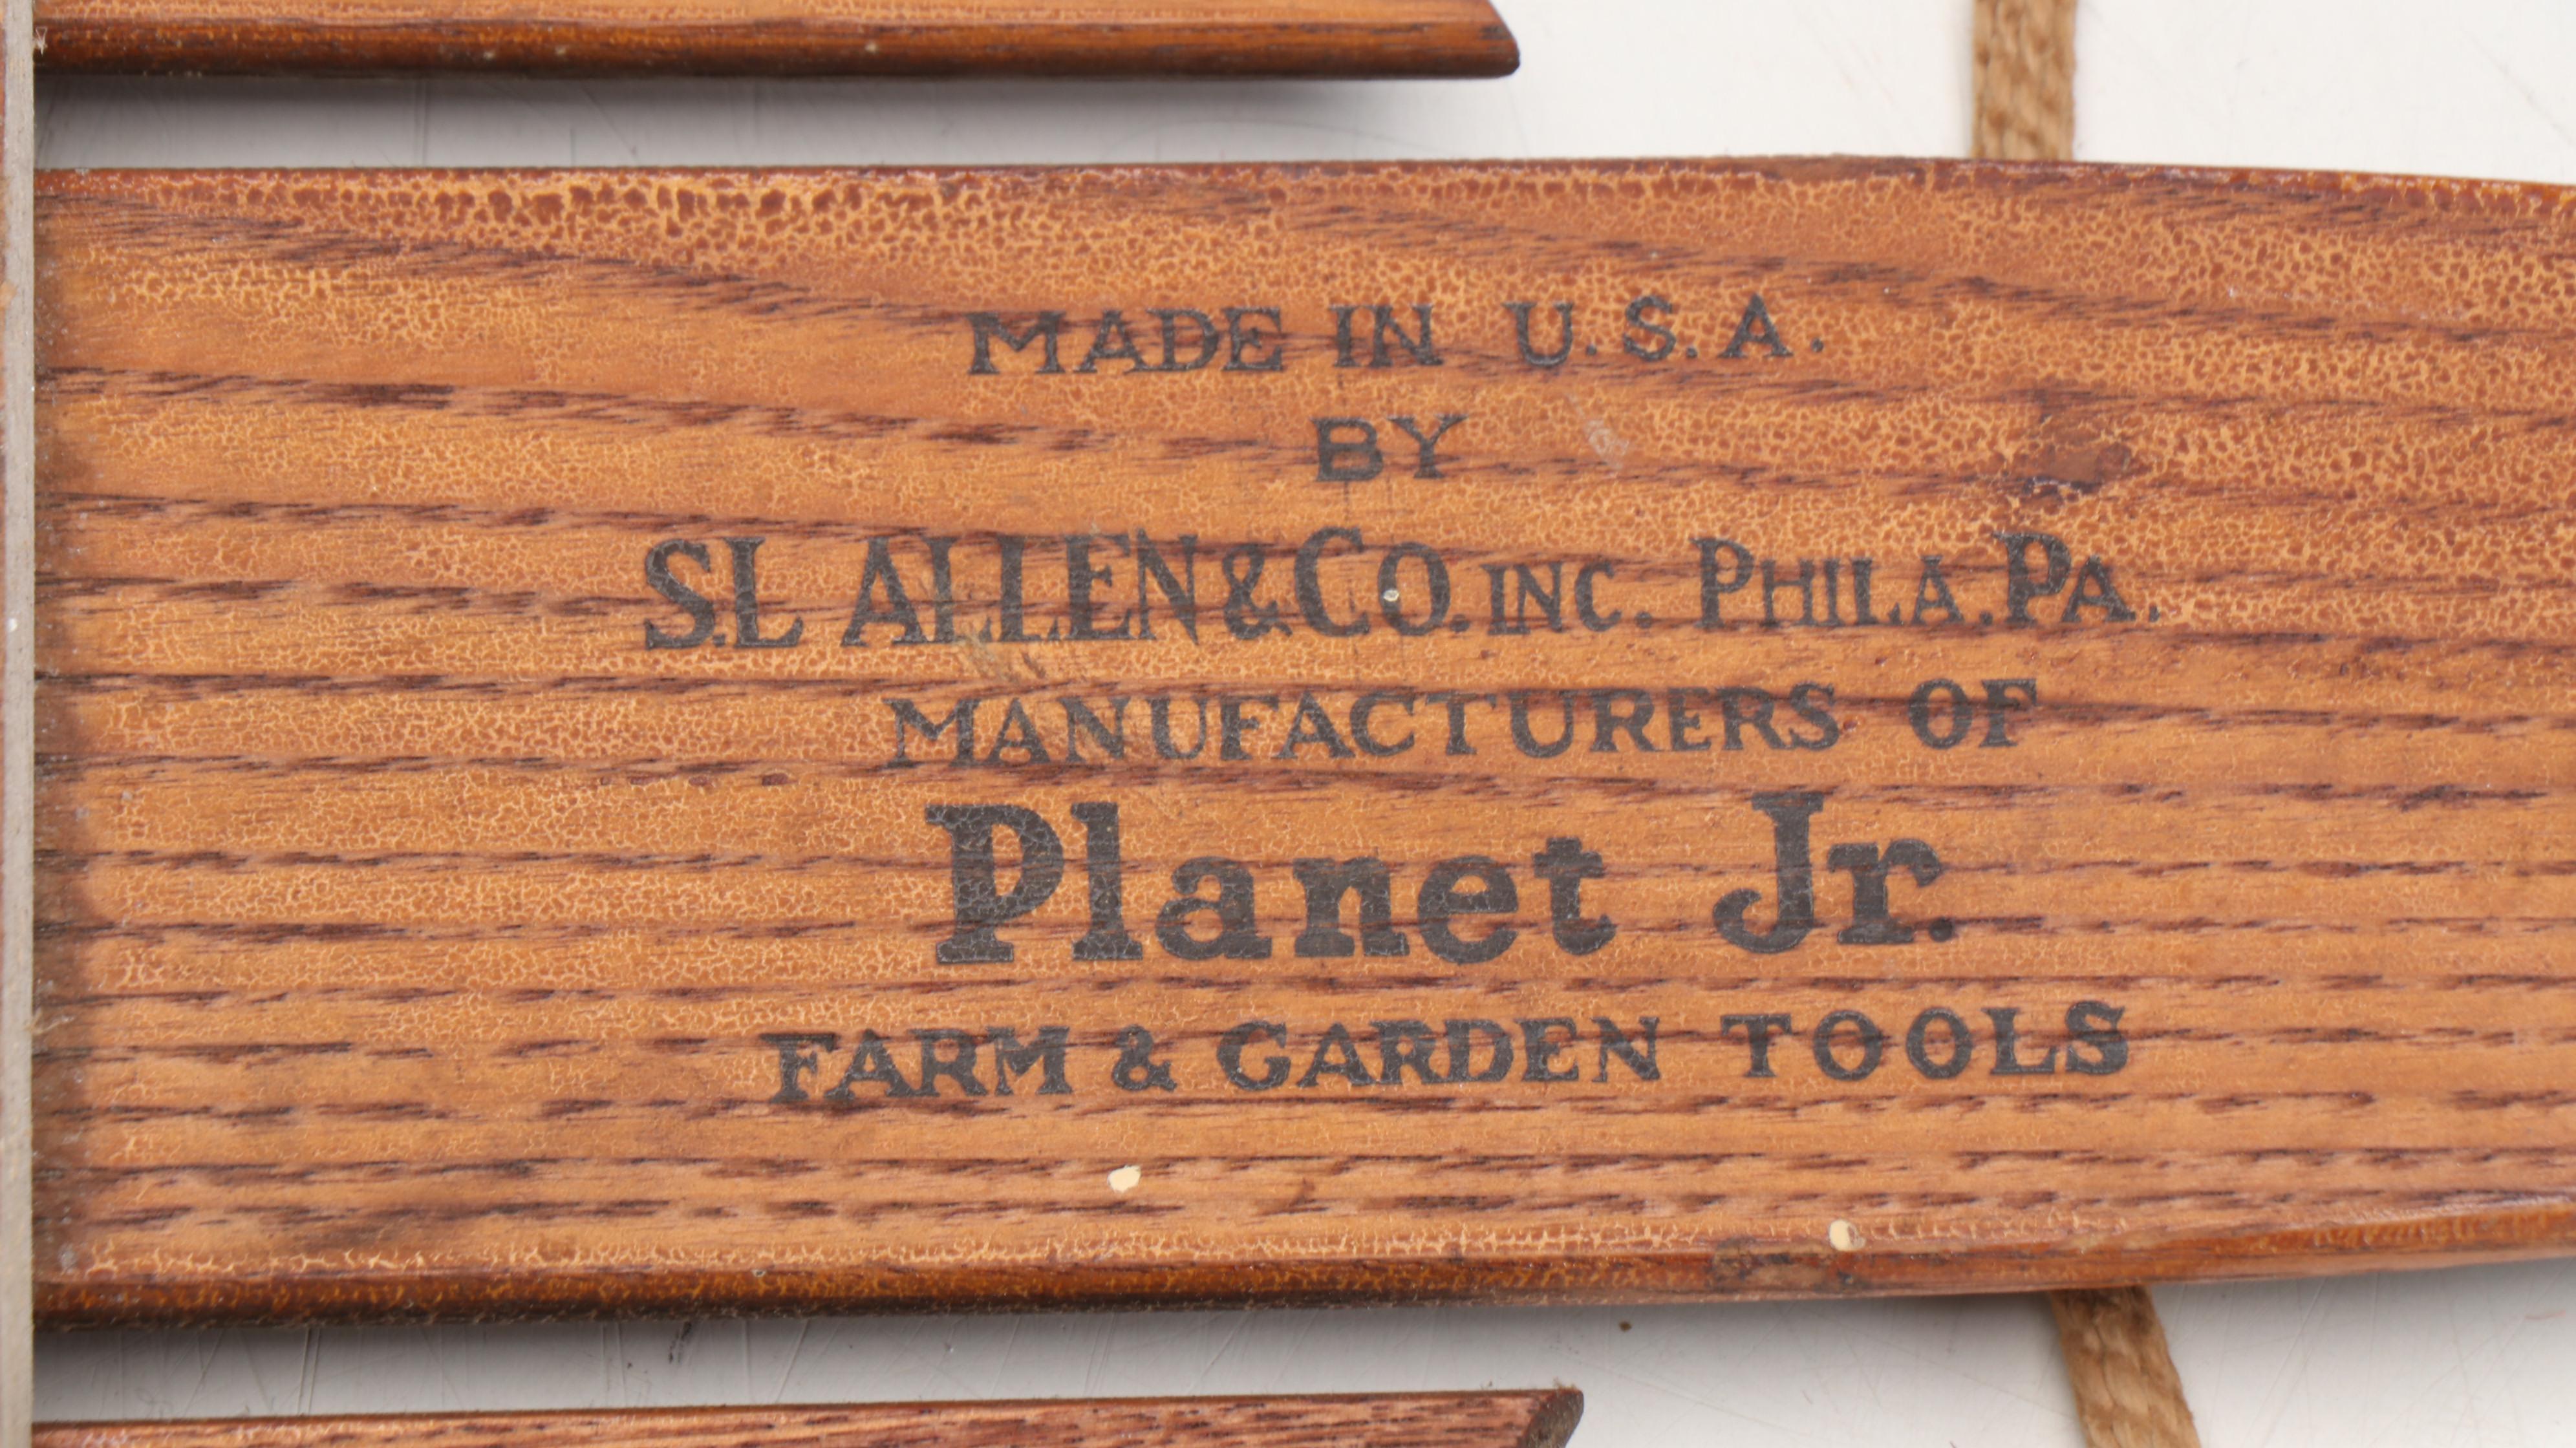 MADE IN U.S.A.
BY
S.L ALLEN & CO. INC. PHILA. PA.
MANUFACTURERS OF
Planet Jr.
FARM & GARDEN TOOLS